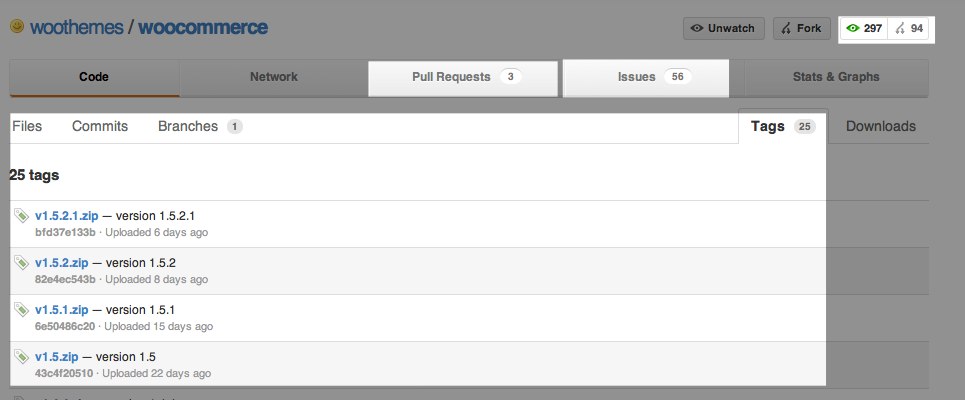 woothemes / woocommerce
Unwatch Fork 297 94
Code Network Pull Requests 3 Issues 56 Stats & Graphs
Files Commits Branches 1 Tags 25 Downloads
25 tags
v1.5.2.1.zip — version 1.5.2.1
bfd37e133b · Uploaded 6 days ago
v1.5.2.zip — version 1.5.2
82e4ec543b · Uploaded 8 days ago
v1.5.1.zip — version 1.5.1
6e50486c20 · Uploaded 15 days ago
v1.5.zip — version 1.5
43c4f20510 · Uploaded 22 days ago